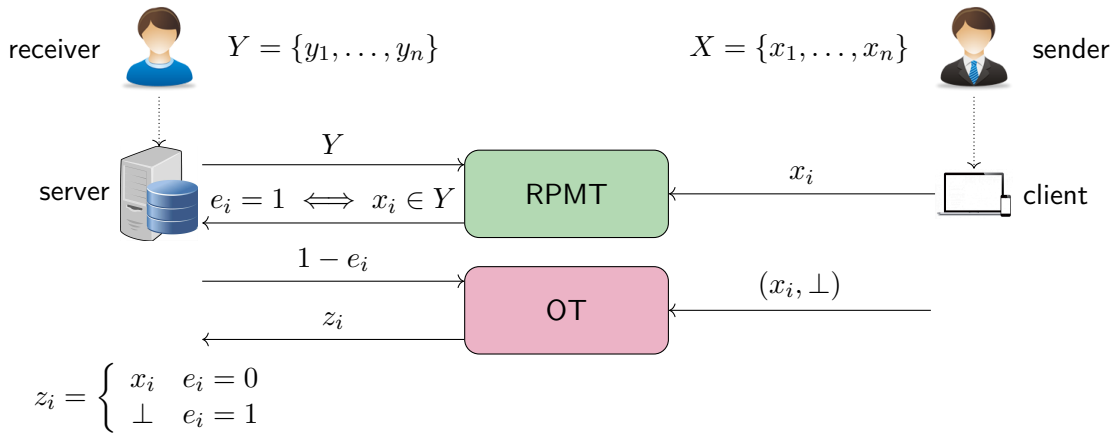 receiver
Y = {y_1, . . . , y_n}
X = {x_1, . . . , x_n}
sender
server
Y
e_i = 1 ⟺ x_i ∈ Y
RPMT
x_i
client
1 − e_i
z_i
OT
(x_i, ⊥)
z_i = { x_i e_i = 0
⊥ e_i = 1